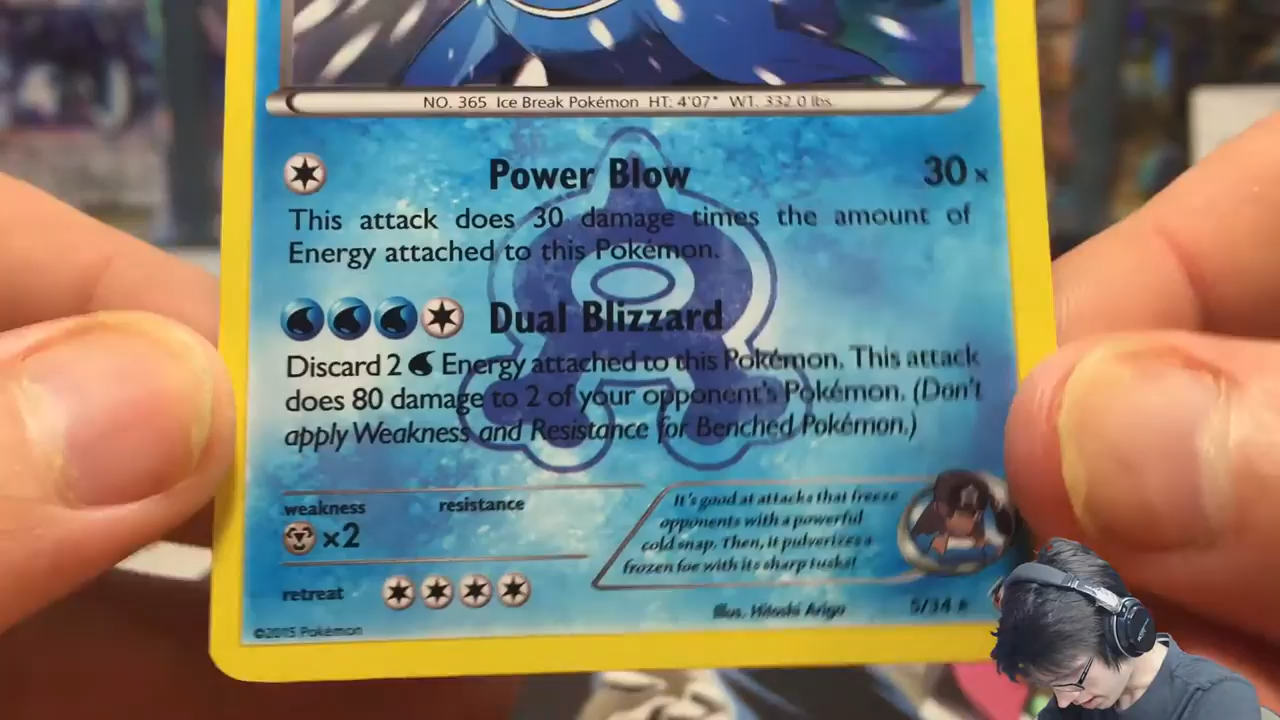 NO. 365 Ice Break Pokémon HT: 4'07" WT. 332.0 lbs.
Power Blow 30×
This attack does 30 damage times the amount of
Energy attached to this Pokémon.
Dual Blizzard
Discard 2 Energy attached to this Pokémon. This attack
does 80 damage to 2 of your opponent's Pokémon. (Don't
apply Weakness and Resistance for Benched Pokémon.)
weakness resistance
×2
retreat
It's good at attacks that freeze
opponents with a powerful
cold snap. Then, it pulverizes a
frozen foe with its sharp tusks!
Illus. Hitoshi Ariga 5/34
©2015 Pokémon